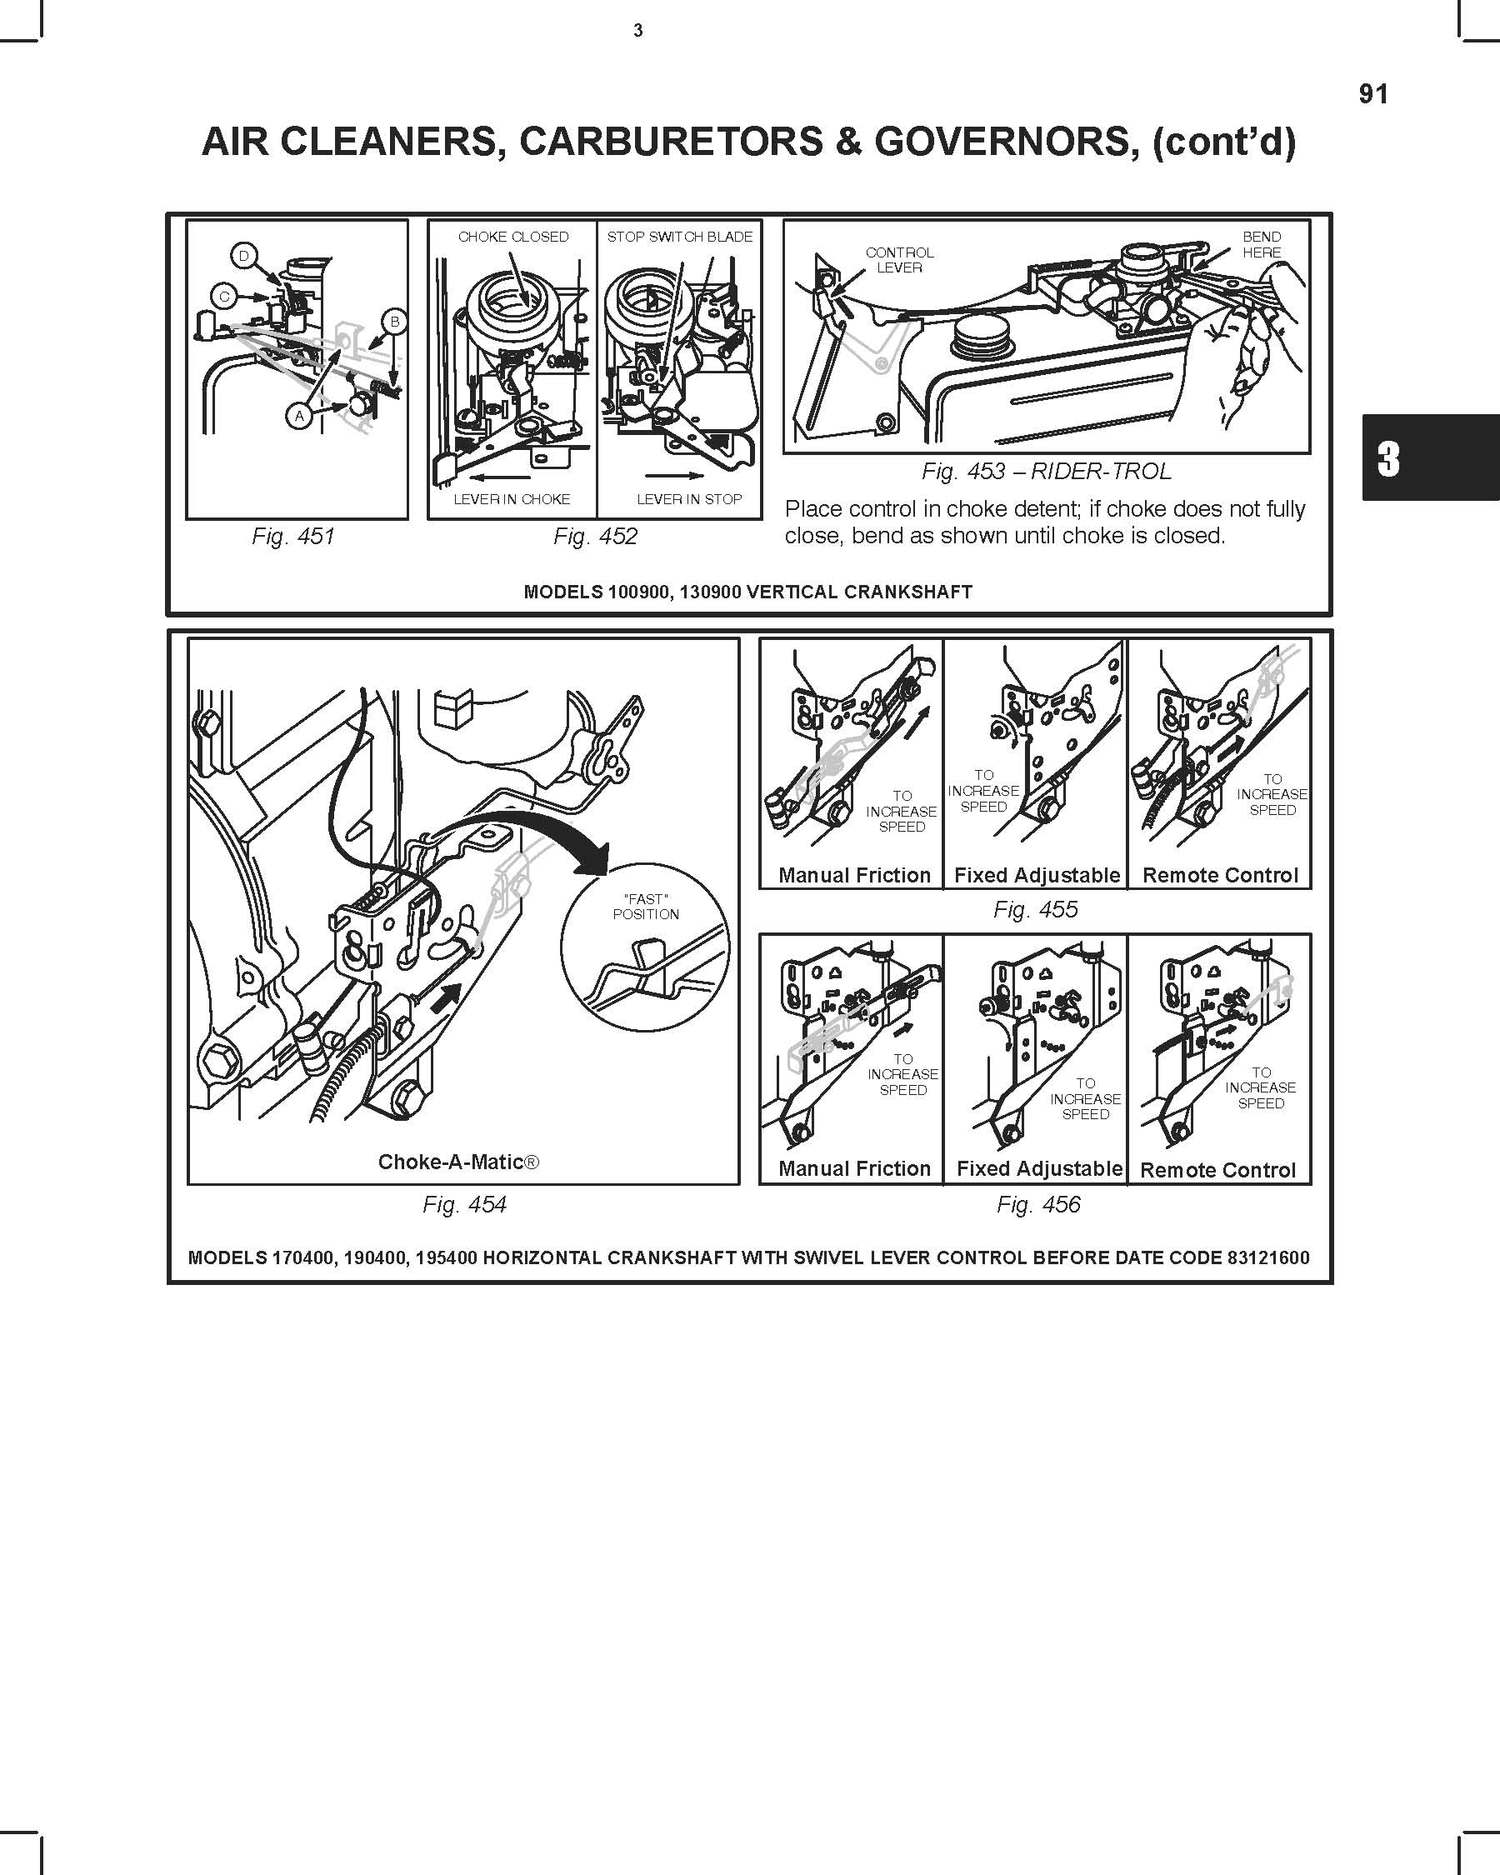 3
91
AIR CLEANERS, CARBURETORS & GOVERNORS, (cont’d)
D
C
B
A
Fig. 451
CHOKE CLOSED
STOP SWITCH BLADE
LEVER IN CHOKE
LEVER IN STOP
Fig. 452
CONTROL
LEVER
BEND
HERE
Fig. 453 – RIDER-TROL
Place control in choke detent; if choke does not fully
close, bend as shown until choke is closed.
MODELS 100900, 130900 VERTICAL CRANKSHAFT
3
"FAST"
POSITION
Choke-A-Matic®
Fig. 454
TO
INCREASE
SPEED
Manual Friction
TO
INCREASE
SPEED
Fixed Adjustable
TO
INCREASE
SPEED
Remote Control
Fig. 455
TO
INCREASE
SPEED
Manual Friction
TO
INCREASE
SPEED
Fixed Adjustable
TO
INCREASE
SPEED
Remote Control
Fig. 456
MODELS 170400, 190400, 195400 HORIZONTAL CRANKSHAFT WITH SWIVEL LEVER CONTROL BEFORE DATE CODE 83121600